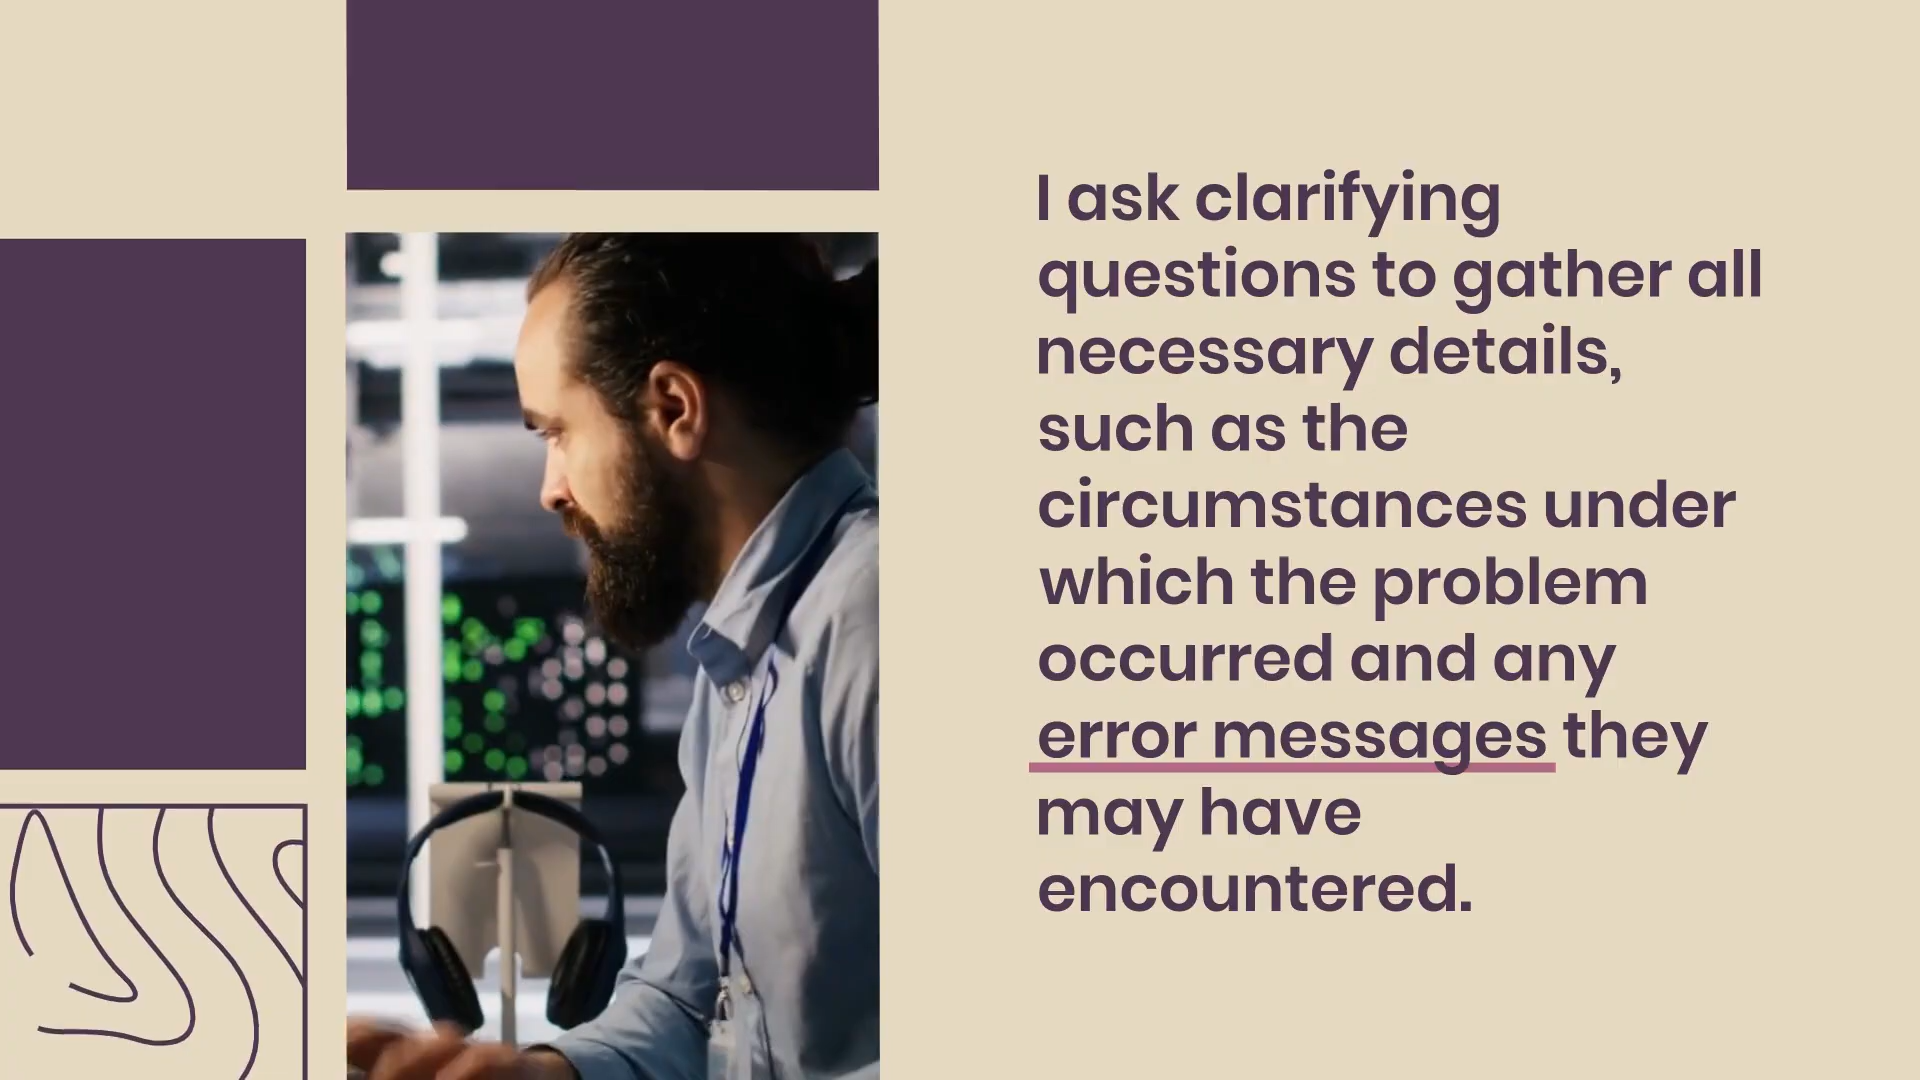 I ask clarifying
questions to gather all
necessary details,
such as the
circumstances under
which the problem
occurred and any
error messages they
may have
encountered.